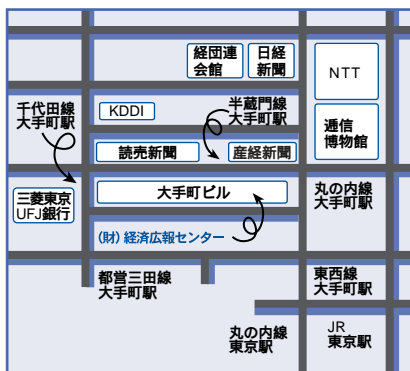 経団連
会館
日経
新聞
NTT
千代田線
大手町駅
KDDI
半蔵門線
大手町駅
逓信
博物館
読売新聞
産経新聞
三菱東京
UFJ銀行
大手町ビル
丸の内線
大手町駅
(財)経済広報センター
都営三田線
大手町駅
東西線
大手町駅
丸の内線
東京駅
JR
東京駅